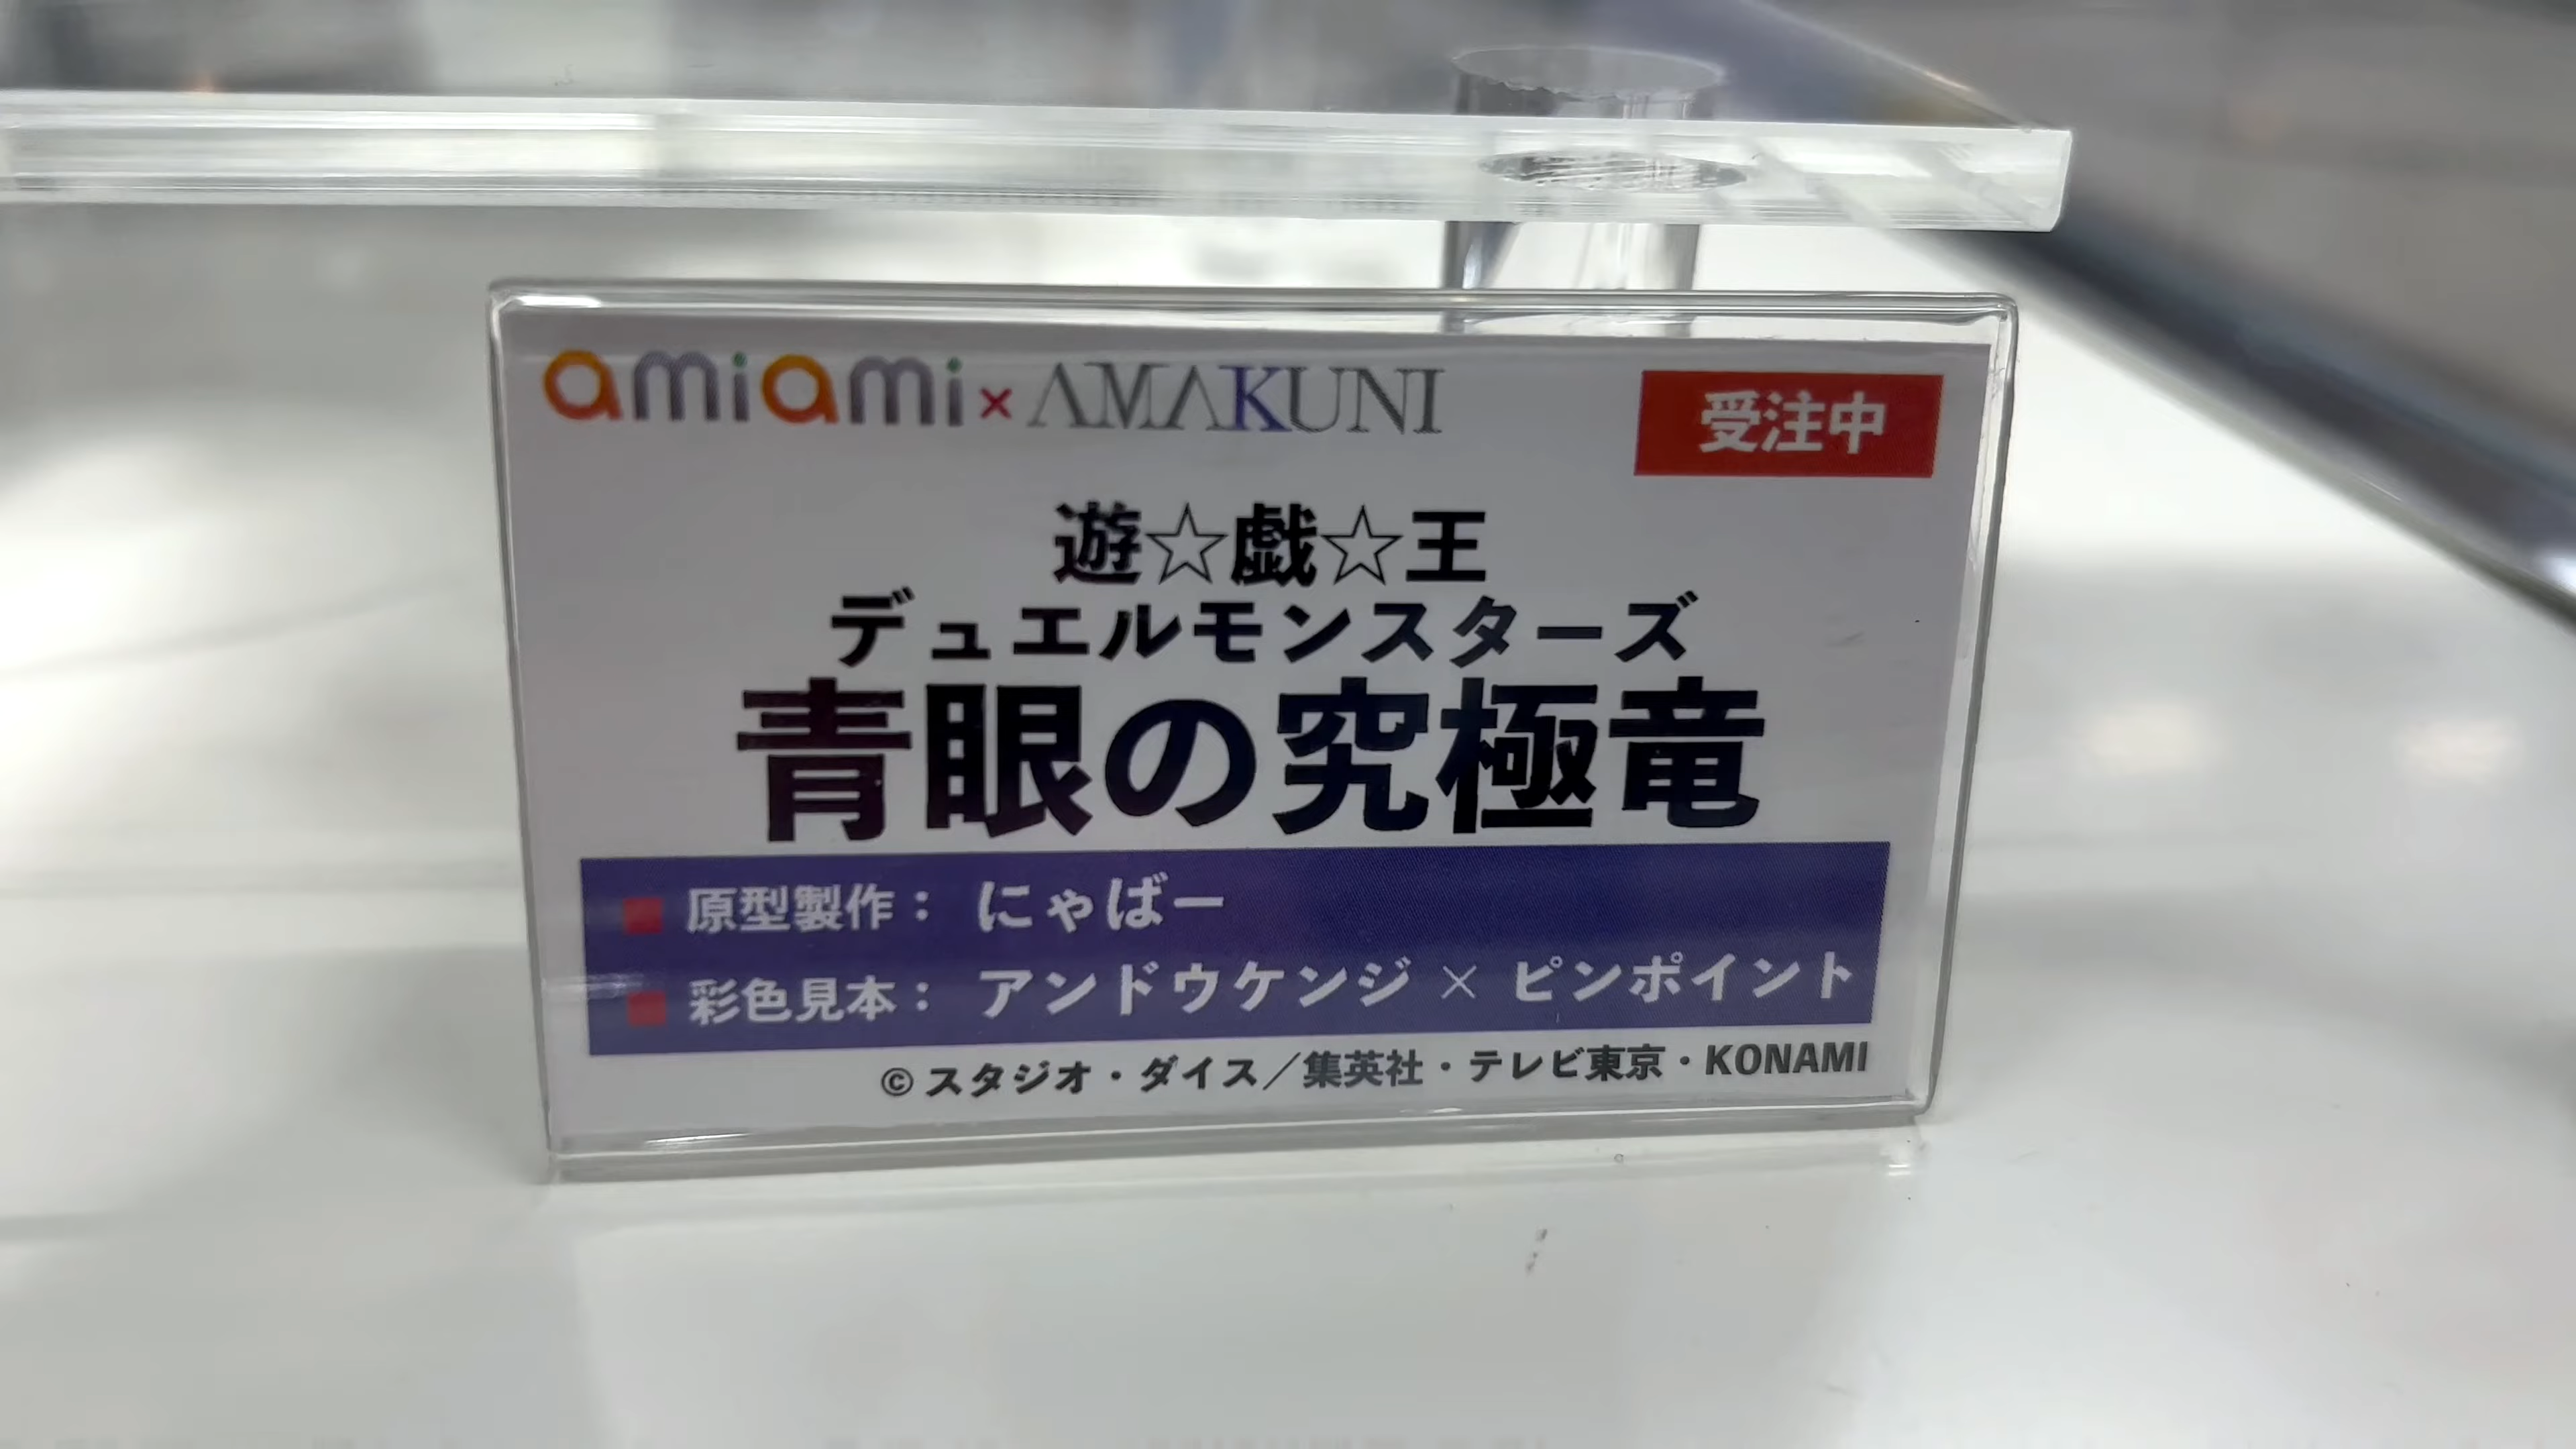 amiami×AMAKUNI
受注中
遊☆戯☆王
デュエルモンスターズ
青眼の究極竜
■ 原型製作： にゃばー
■ 彩色見本： アンドウケンジ × ピンポイント
©スタジオ・ダイス／集英社・テレビ東京・KONAMI